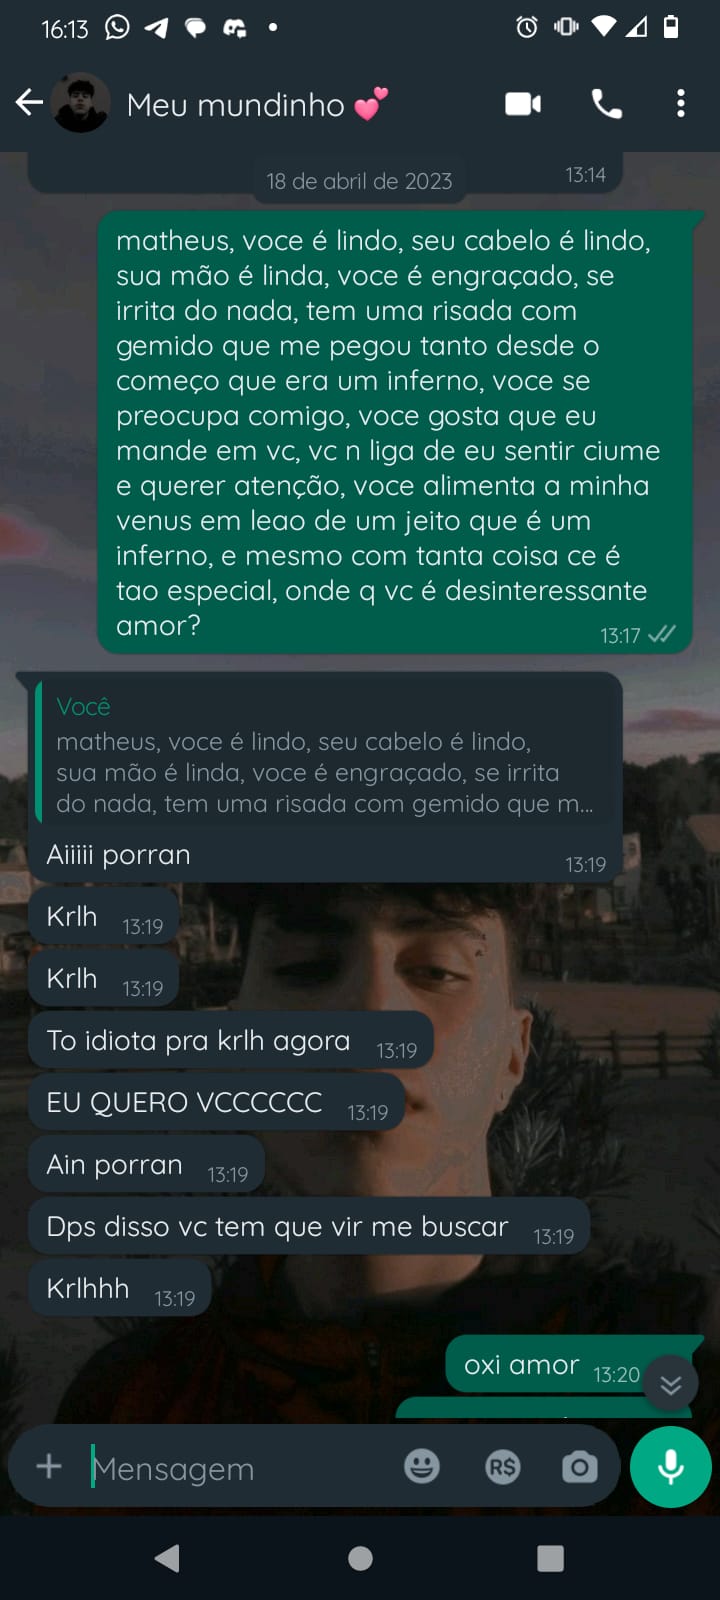 16:13
Meu mundinho 💕
18 de abril de 2023
13:14
matheus, voce é lindo, seu cabelo é lindo,
sua mão é linda, voce é engraçado, se
irrita do nada, tem uma risada com
gemido que me pegou tanto desde o
começo que era um inferno, voce se
preocupa comigo, voce gosta que eu
mande em vc, vc n liga de eu sentir ciume
e querer atenção, voce alimenta a minha
venus em leao de um jeito que é um
inferno, e mesmo com tanta coisa ce é
tao especial, onde q vc é desinteressante
amor?
13:17
Você
matheus, voce é lindo, seu cabelo é lindo,
sua mão é linda, voce é engraçado, se irrita
do nada, tem uma risada com gemido que m...
Aiiiii porran 13:19
Krlh 13:19
Krlh 13:19
To idiota pra krlh agora 13:19
EU QUERO VCCCCCC 13:19
Ain porran 13:19
Dps disso vc tem que vir me buscar 13:19
Krlhhh 13:19
oxi amor 13:20
Mensagem
R$